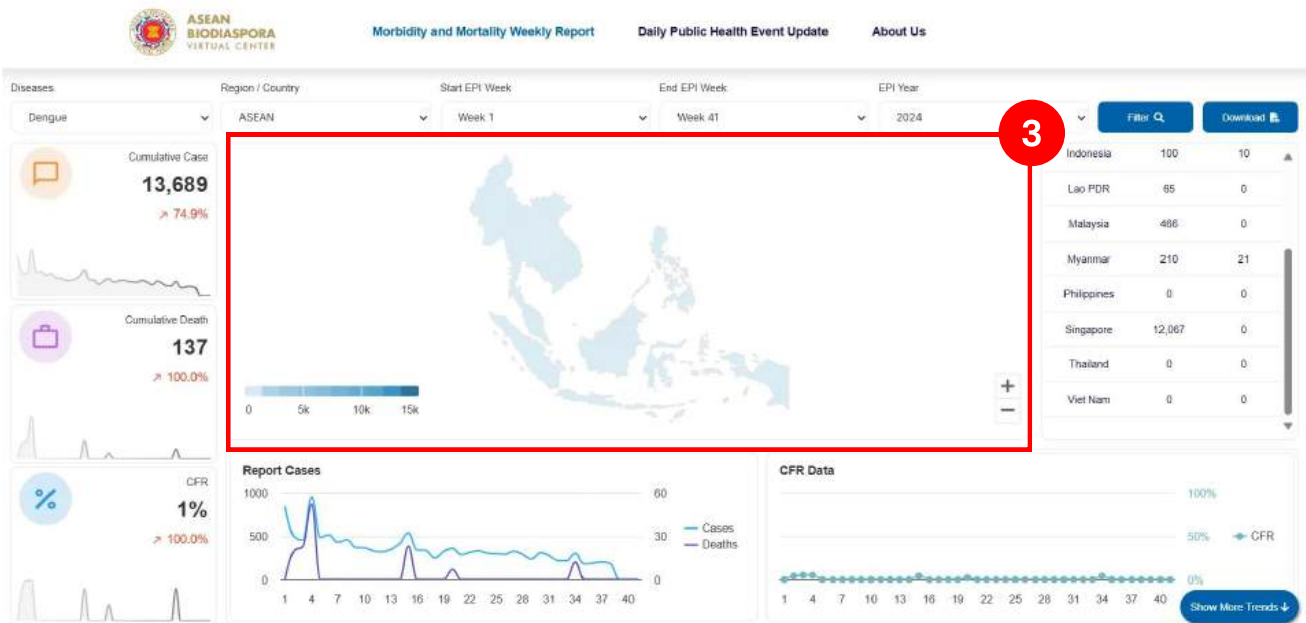 ASEAN
BIODIASPORA
VIRTUAL CENTER
Morbidity and Mortality Weekly Report
Daily Public Health Event Update
About Us
Diseases
Region / Country
Start EPI Week
End EPI Week
EPI Year
Dengue
ASEAN
Week 1
Week 41
2024
Filter
Download
3
Cumulative Case
13,689
↗ 74.9%
Cumulative Death
137
↗ 100.0%
CFR
1%
↗ 100.0%
0 5k 10k 15k
+
−
Indonesia 100 10
Lao PDR 65 0
Malaysia 466 0
Myanmar 210 21
Philippines 0 0
Singapore 12,067 0
Thailand 0 0
Viet Nam 0 0
Report Cases
1000 60
500 30
0 0
Cases
Deaths
1 4 7 10 13 16 19 22 25 28 31 34 37 40
CFR Data
100%
50%
0%
CFR
1 4 7 10 13 16 19 22 25 28 31 34 37 40
Show More Trends ↓